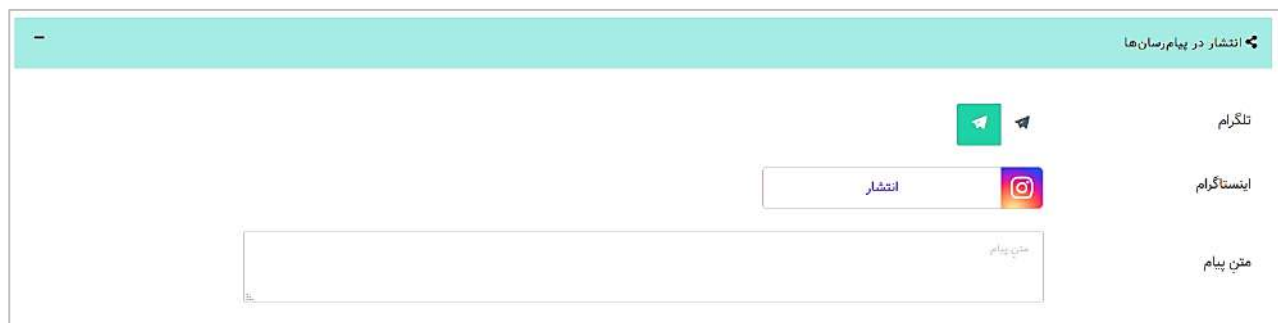 انتشار در پیام‌رسان‌ها
تلگرام
اینستاگرام
انتشار
متنِ پیام
متنِ پیام